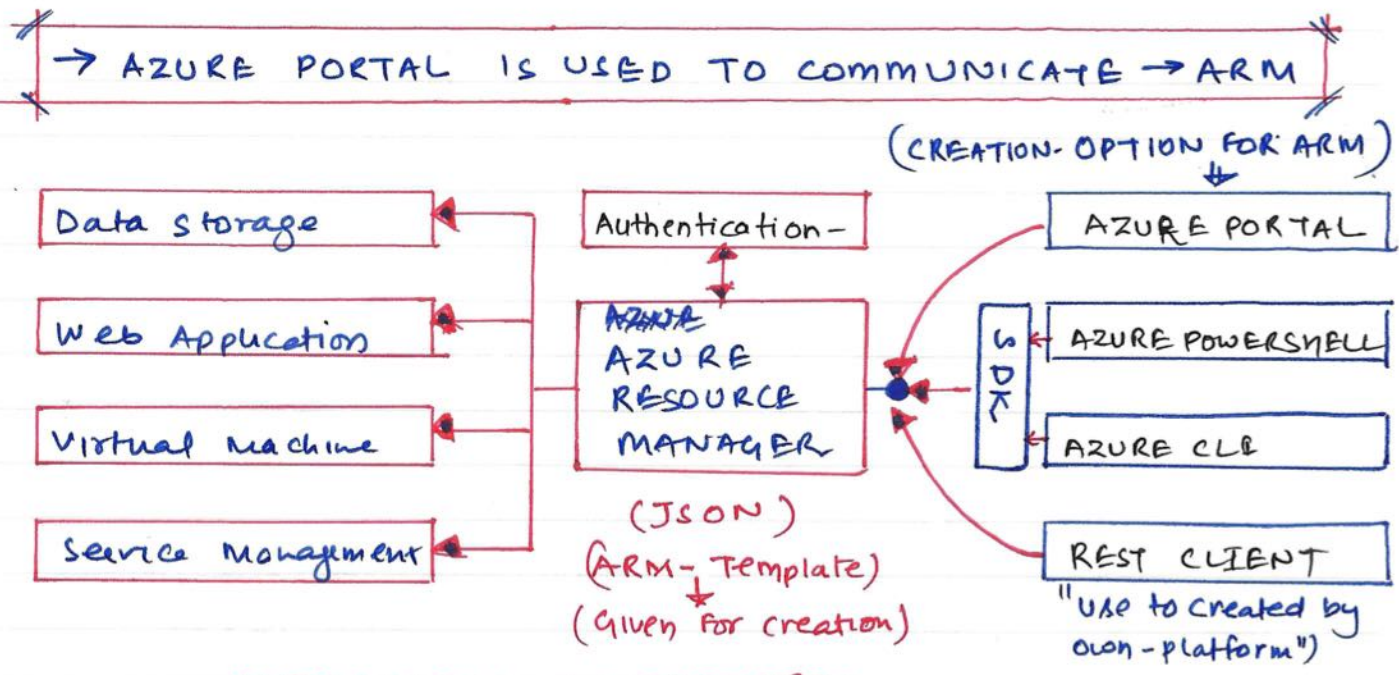 → AZURE PORTAL IS USED TO COMMUNICATE → ARM
(CREATION-OPTION FOR ARM)
Data storage
Authentication-
AZURE PORTAL
Web Application
AZURE
RESOURCE
MANAGER
SDK
AZURE POWERSHELL
Virtual Machine
AZURE CLI
(JSON)
Service Management
(ARM-Template)
(Given For creation)
REST CLIENT
"Use to created by
own-platform")